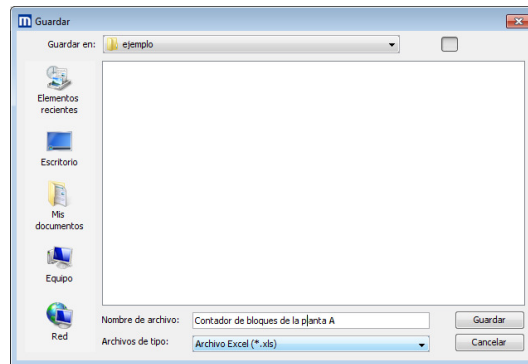 m Guardar
Guardar en: ejemplo
Elementos
recientes
Escritorio
Mis
documentos
Equipo
Red
Nombre de archivo: Contador de bloques de la planta A Guardar
Archivos de tipo: Archivo Excel (*.xls) Cancelar